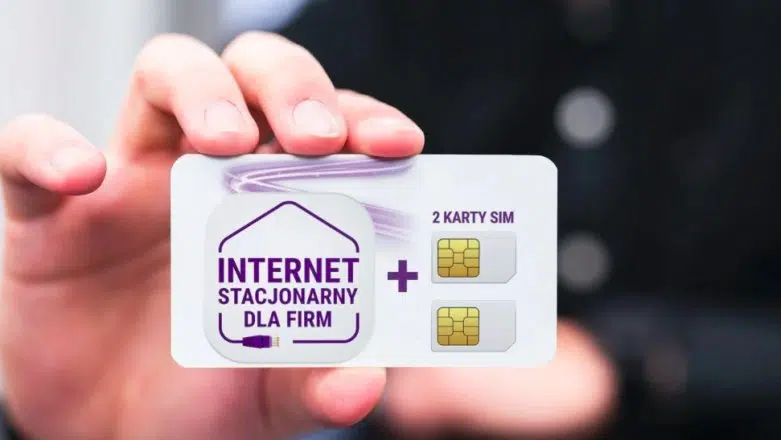 INTERNET
STACJONARNY
DLA FIRM
+
2 KARTY SIM